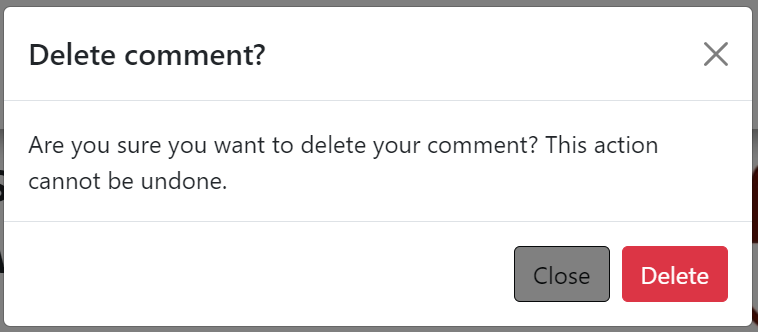 Delete comment?
Are you sure you want to delete your comment? This action
cannot be undone.
Close
Delete